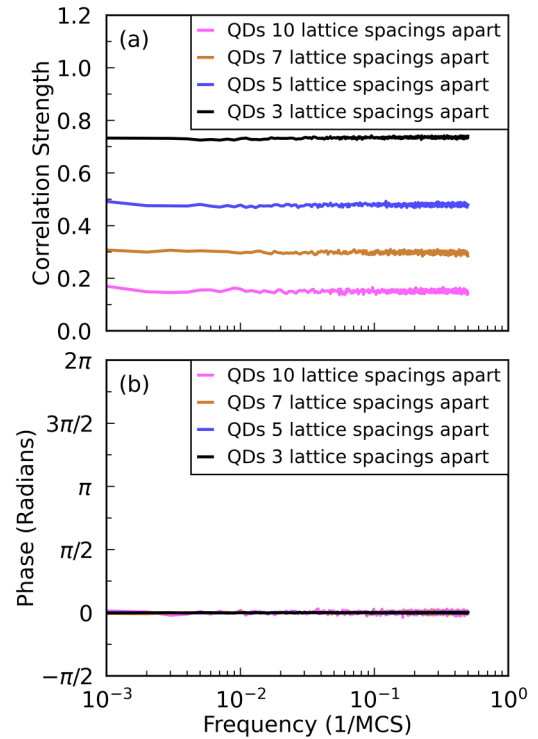 (a)
QDs 10 lattice spacings apart
QDs 7 lattice spacings apart
QDs 5 lattice spacings apart
QDs 3 lattice spacings apart
Correlation Strength
1.2
1.0
0.8
0.6
0.4
0.2
0.0
(b)
QDs 10 lattice spacings apart
QDs 7 lattice spacings apart
QDs 5 lattice spacings apart
QDs 3 lattice spacings apart
Phase (Radians)
2π
3π/2
π
π/2
0
−π/2
10⁻³ 10⁻² 10⁻¹ 10⁰
Frequency (1/MCS)